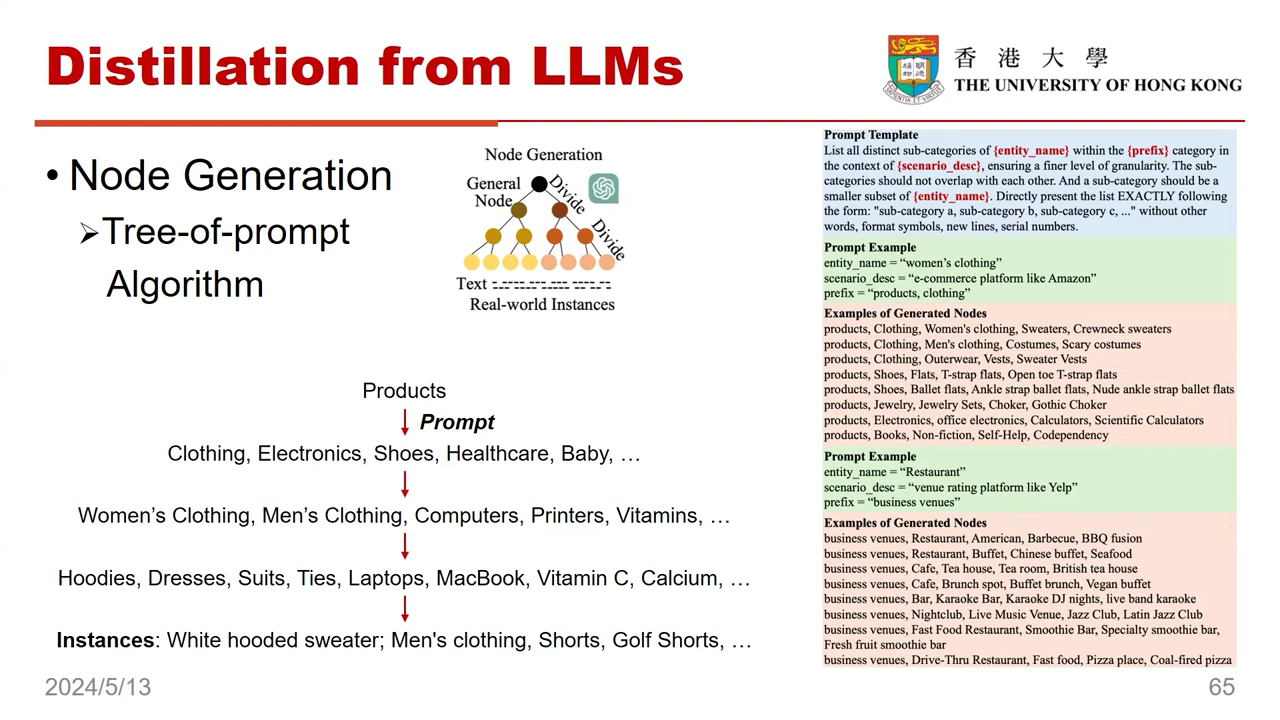 Distillation from LLMs
香港大學
THE UNIVERSITY OF HONG KONG
• Node Generation
➢Tree-of-prompt
Algorithm
Node Generation
General
Node
Divide
Divide
Text
Real-world Instances
Products
Prompt
Clothing, Electronics, Shoes, Healthcare, Baby, …
Women’s Clothing, Men’s Clothing, Computers, Printers, Vitamins, …
Hoodies, Dresses, Suits, Ties, Laptops, MacBook, Vitamin C, Calcium, …
Instances: White hooded sweater; Men's clothing, Shorts, Golf Shorts, …
Prompt Template
List all distinct sub-categories of {entity_name} within the {prefix} category in
the context of {scenario_desc}, ensuring a finer level of granularity. The sub-
categories should not overlap with each other. And a sub-category should be a
smaller subset of {entity_name}. Directly present the list EXACTLY following
the form: "sub-category a, sub-category b, sub-category c, ..." without other
words, format symbols, new lines, serial numbers.
Prompt Example
entity_name = “women’s clothing”
scenario_desc = “e-commerce platform like Amazon”
prefix = “products, clothing”
Examples of Generated Nodes
products, Clothing, Women's clothing, Sweaters, Crewneck sweaters
products, Clothing, Men's clothing, Costumes, Scary costumes
products, Clothing, Outerwear, Vests, Sweater Vests
products, Shoes, Flats, T-strap flats, Open toe T-strap flats
products, Shoes, Ballet flats, Ankle strap ballet flats, Nude ankle strap ballet flats
products, Jewelry, Jewelry Sets, Choker, Gothic Choker
products, Electronics, office electronics, Calculators, Scientific Calculators
products, Books, Non-fiction, Self-Help, Codependency
Prompt Example
entity_name = “Restaurant”
scenario_desc = “venue rating platform like Yelp”
prefix = “business venues”
Examples of Generated Nodes
business venues, Restaurant, American, Barbecue, BBQ fusion
business venues, Restaurant, Buffet, Chinese buffet, Seafood
business venues, Cafe, Tea house, Tea room, British tea house
business venues, Cafe, Brunch spot, Buffet brunch, Vegan buffet
business venues, Bar, Karaoke Bar, Karaoke DJ nights, live band karaoke
business venues, Nightclub, Live Music Venue, Jazz Club, Latin Jazz Club
business venues, Fast Food Restaurant, Smoothie Bar, Specialty smoothie bar,
Fresh fruit smoothie bar
business venues, Drive-Thru Restaurant, Fast food, Pizza place, Coal-fired pizza
2024/5/13
65